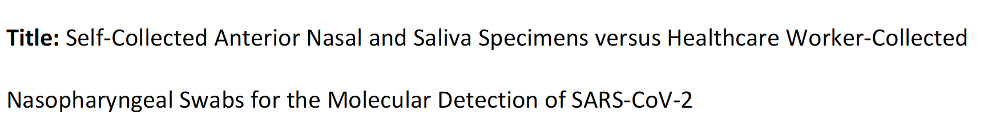 Title: Self-Collected Anterior Nasal and Saliva Specimens versus Healthcare Worker-Collected
Nasopharyngeal Swabs for the Molecular Detection of SARS-CoV-2